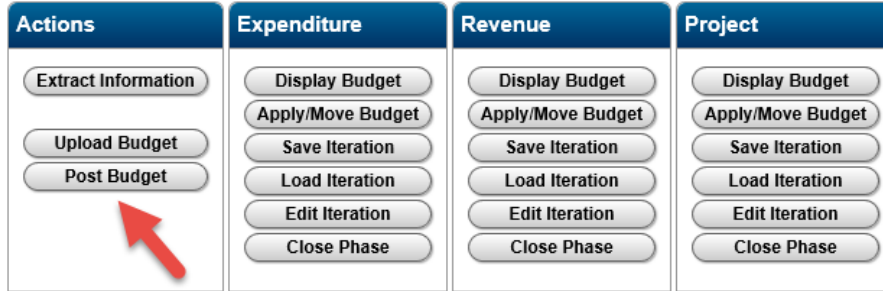 Actions
Extract Information
Upload Budget
Post Budget
Expenditure
Display Budget
Apply/Move Budget
Save Iteration
Load Iteration
Edit Iteration
Close Phase
Revenue
Display Budget
Apply/Move Budget
Save Iteration
Load Iteration
Edit Iteration
Close Phase
Project
Display Budget
Apply/Move Budget
Save Iteration
Load Iteration
Edit Iteration
Close Phase